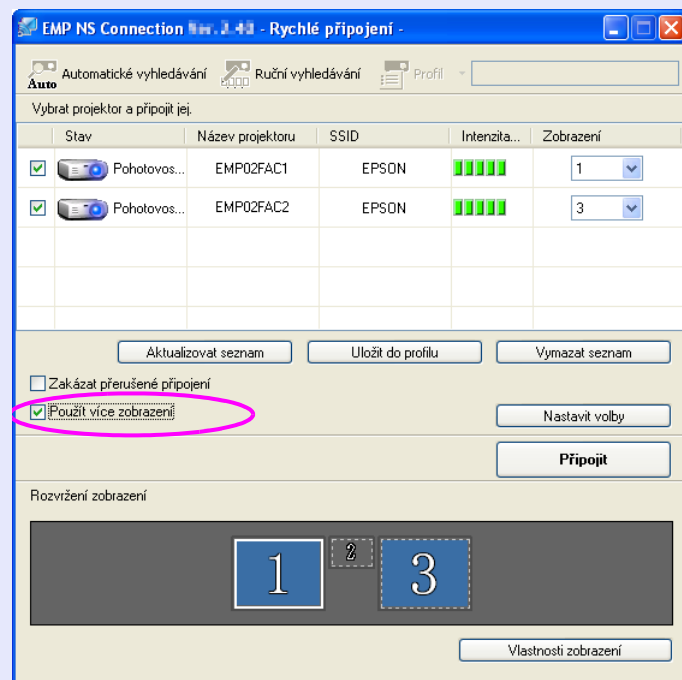 EMP NS Connection - Rychlé připojení -
Auto Automatické vyhledávání Ruční vyhledávání Profil
Vybrat projektor a připojit jej.
Stav Název projektoru SSID Intenzita... Zobrazení
Pohotovos... EMP02FAC1 EPSON 1
Pohotovos... EMP02FAC2 EPSON 3
Aktualizovat seznam Uložit do profilu Vymazat seznam
Zakázat přerušené připojení
Použít více zobrazení
Nastavit volby
Připojit
Rozvržení zobrazení
1 2 3
Vlastnosti zobrazení